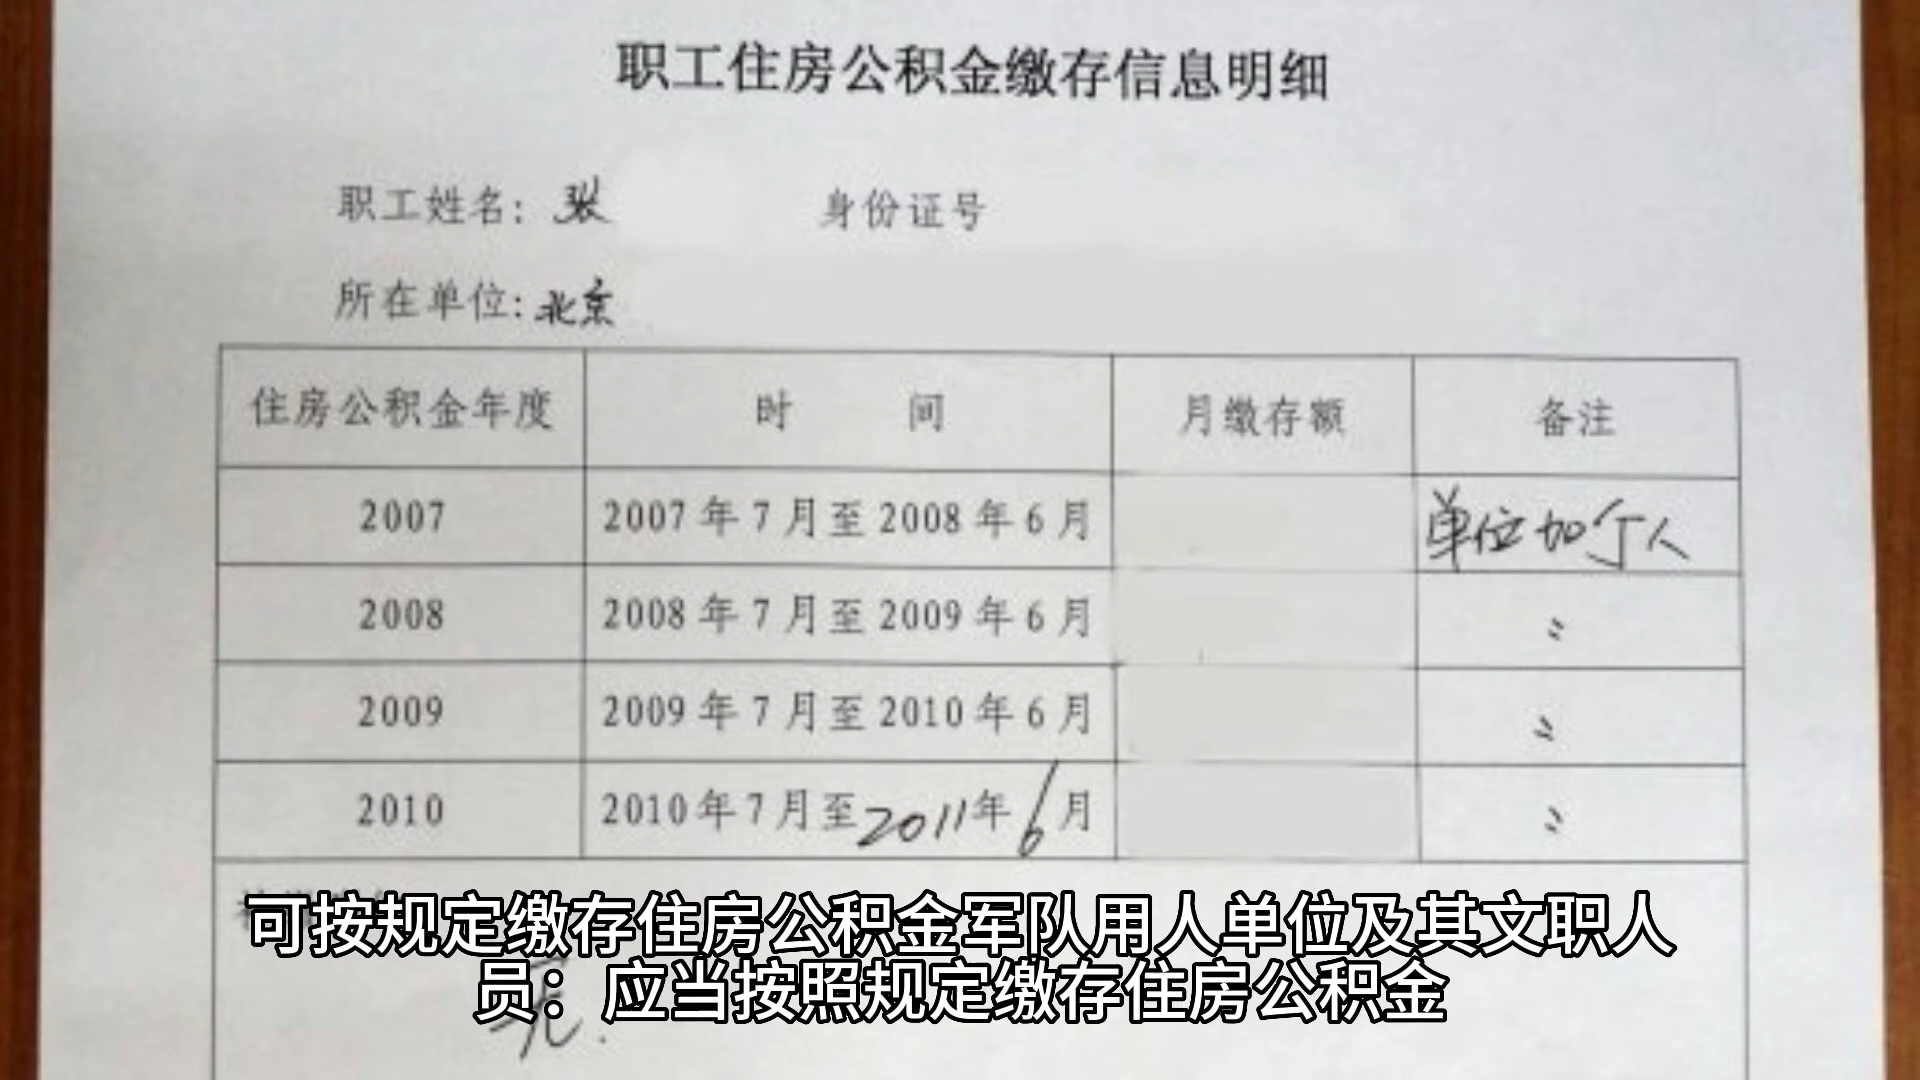 职工住房公积金缴存信息明细
职工姓名：张 身份证号
所在单位：北京
住房公积金年度 时 间 月缴存额 备注
2007 2007年7月至2008年6月 单位加个人
2008 2008年7月至2009年6月 〃
2009 2009年7月至2010年6月 〃
2010 2010年7月至2011年6月 〃
可按规定缴存住房公积金军队用人单位及其文职人
员：应当按照规定缴存住房公积金